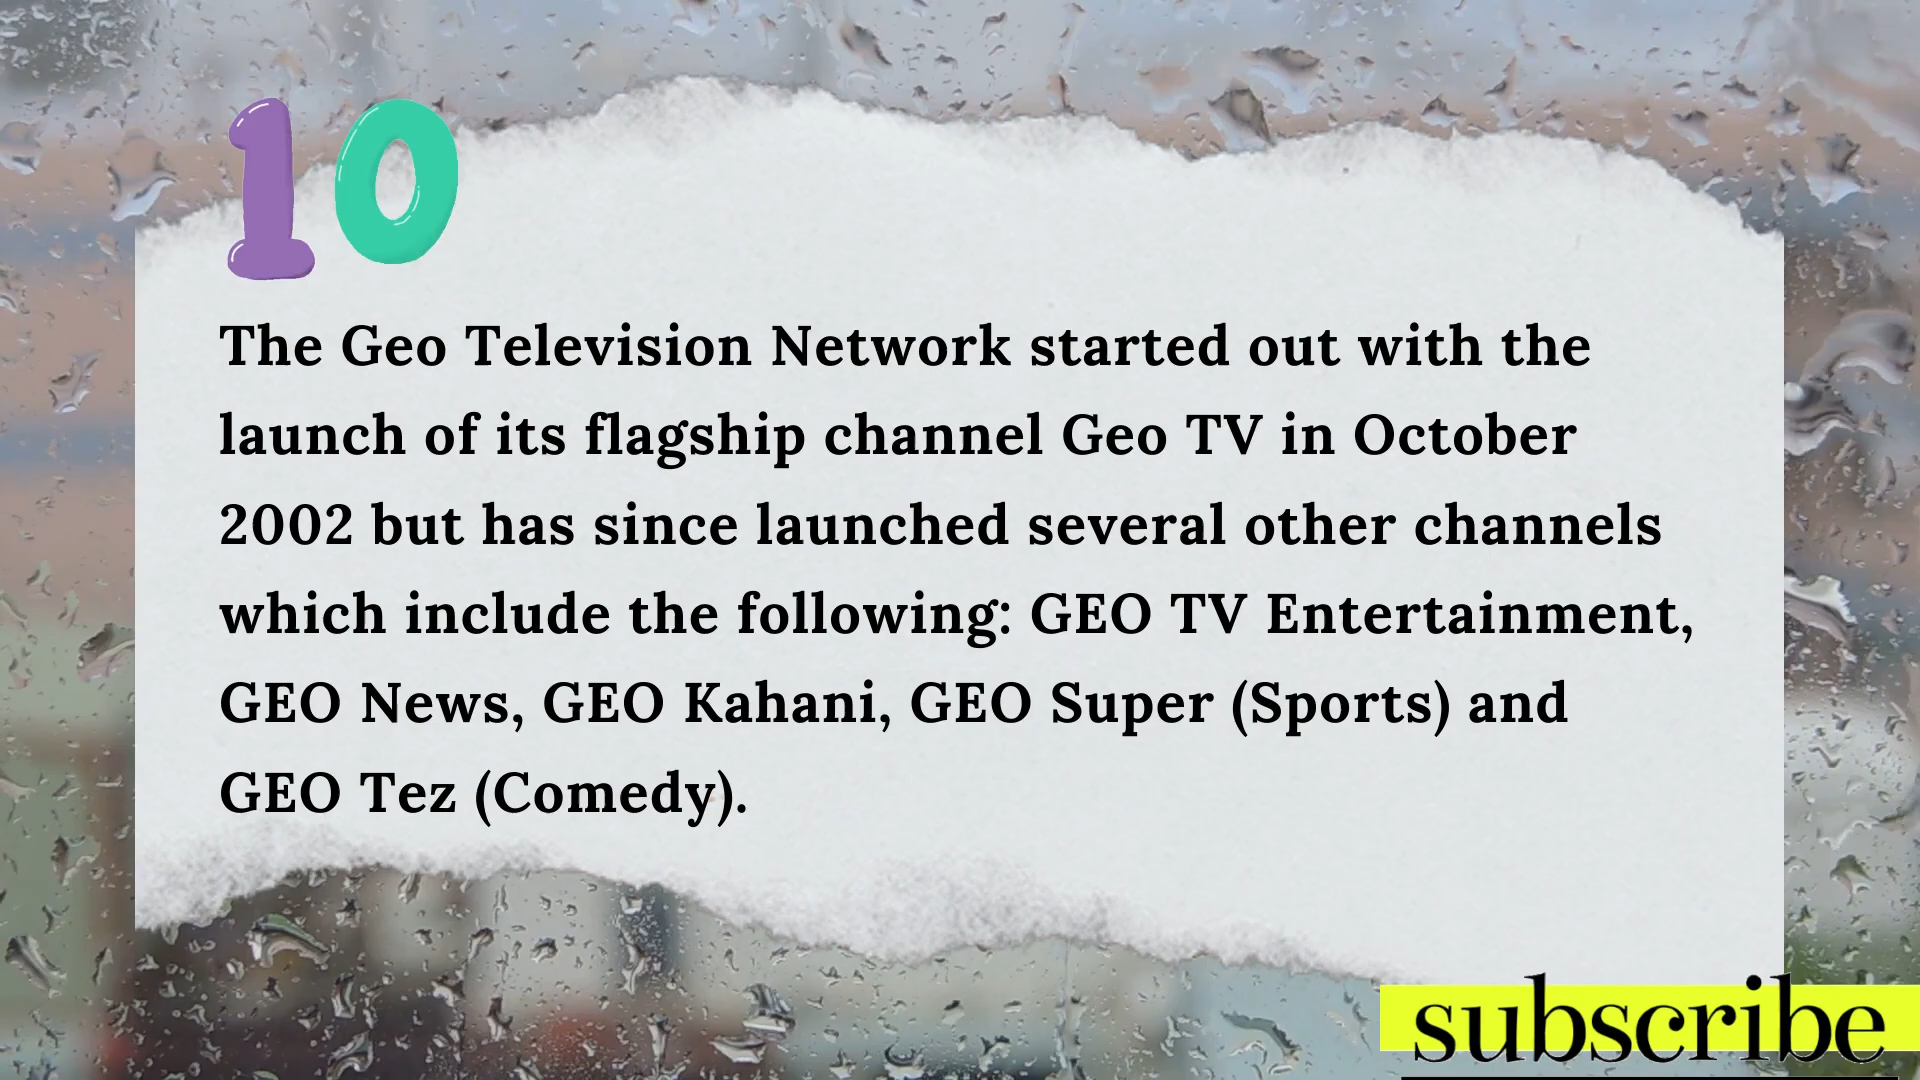 10
The Geo Television Network started out with the
launch of its flagship channel Geo TV in October
2002 but has since launched several other channels
which include the following: GEO TV Entertainment,
GEO News, GEO Kahani, GEO Super (Sports) and
GEO Tez (Comedy).
subscribe